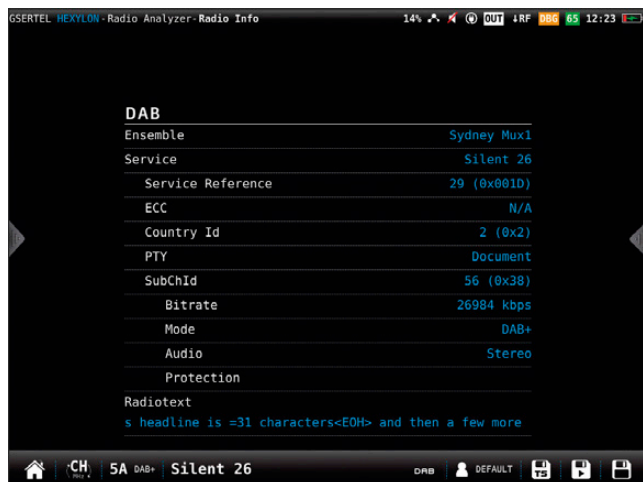 GSERTEL HEXYLON-Radio Analyzer-Radio Info 14% OUT ↓RF DBG 65 12:23
DAB
Ensemble Sydney Mux1
Service Silent 26
Service Reference 29 (0x001D)
ECC N/A
Country Id 2 (0x2)
PTY Document
SubChId 56 (0x38)
Bitrate 26984 kbps
Mode DAB+
Audio Stereo
Protection
Radiotext
s headline is =31 characters<EOH> and then a few more
CH 5A DAB+ Silent 26 DAB DEFAULT TS